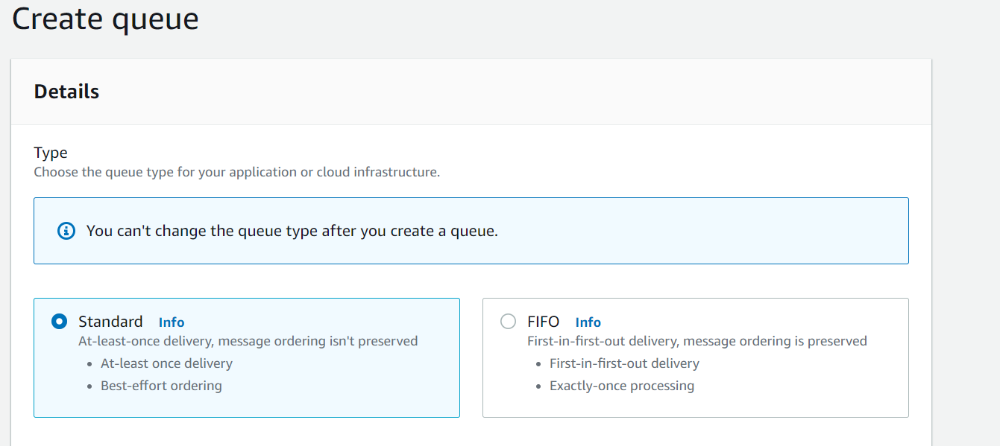 Create queue
Details
Type
Choose the queue type for your application or cloud infrastructure.
You can't change the queue type after you create a queue.
Standard Info
At-least-once delivery, message ordering isn't preserved
• At-least once delivery
• Best-effort ordering
FIFO Info
First-in-first-out delivery, message ordering is preserved
• First-in-first-out delivery
• Exactly-once processing